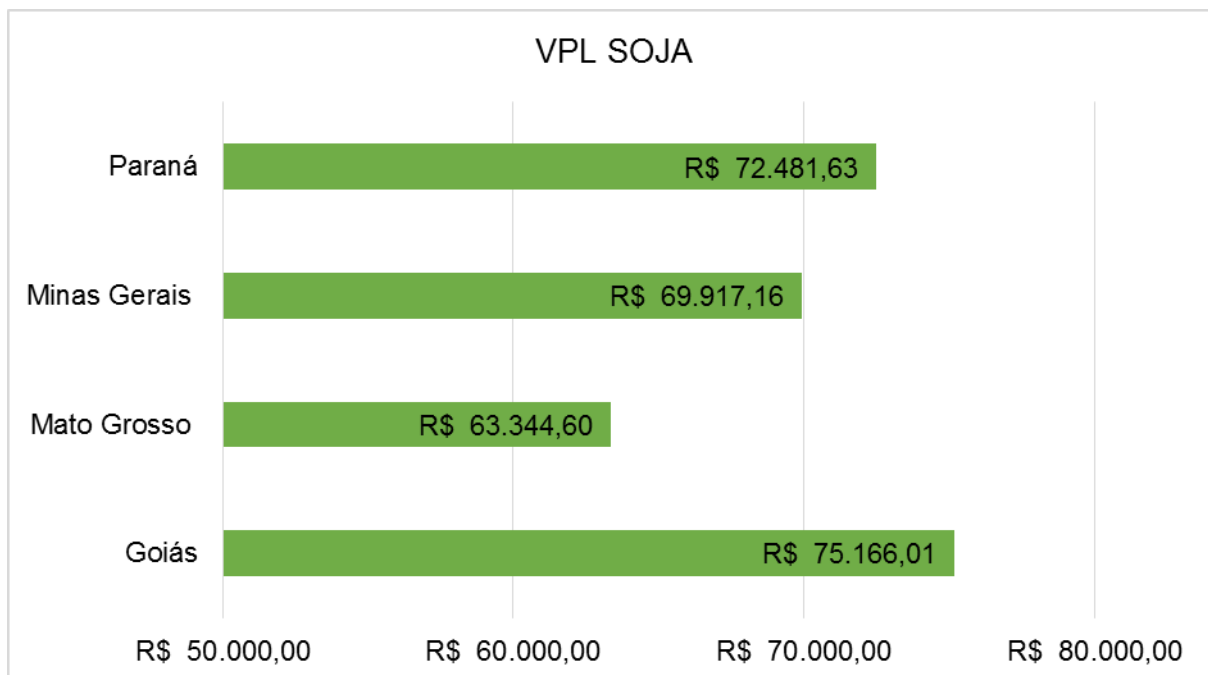 VPL SOJA
Paraná
R$ 72.481,63
Minas Gerais
R$ 69.917,16
Mato Grosso
R$ 63.344,60
Goiás
R$ 75.166,01
R$ 50.000,00 R$ 60.000,00 R$ 70.000,00 R$ 80.000,00